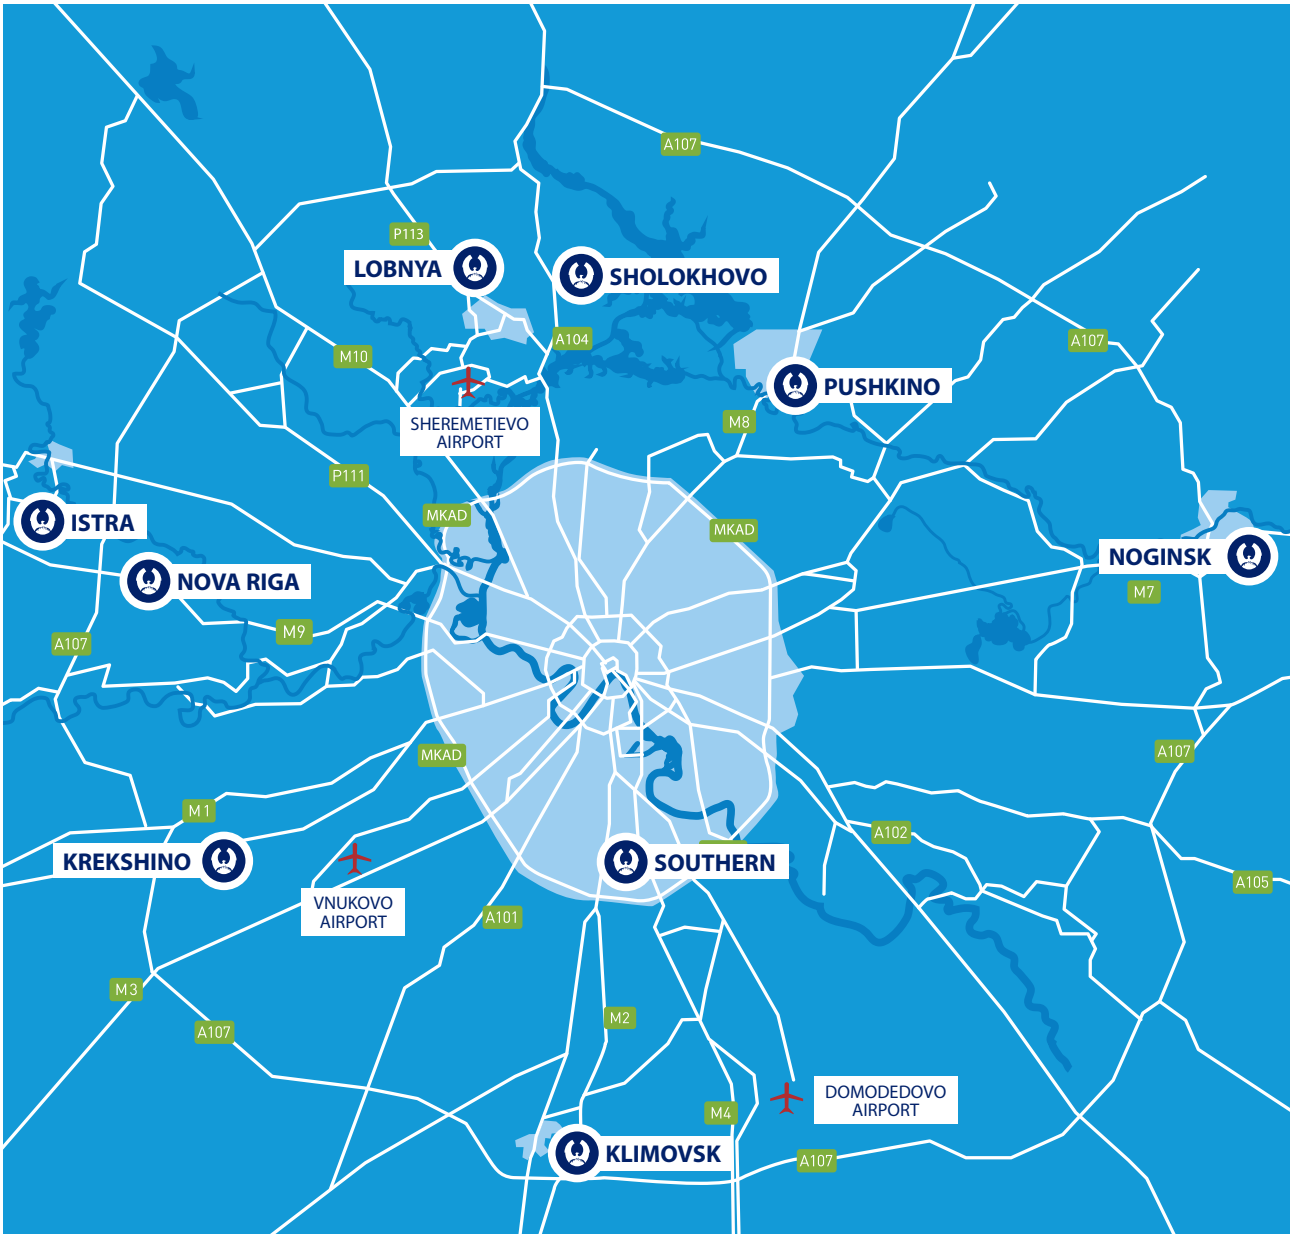 A107
P113
LOBNYA
SHOLOKHOVO
A104
A107
M10
PUSHKINO
SHEREMETIEVO
AIRPORT
M8
P111
MKAD
MKAD
ISTRA
NOGINSK
NOVA RIGA
M7
M9
A107
MKAD
A107
M1
A102
KREKSHINO
SOUTHERN
A105
VNUKOVO
AIRPORT
A101
M3
M2
A107
DOMODEDOVO
AIRPORT
M4
KLIMOVSK
A107